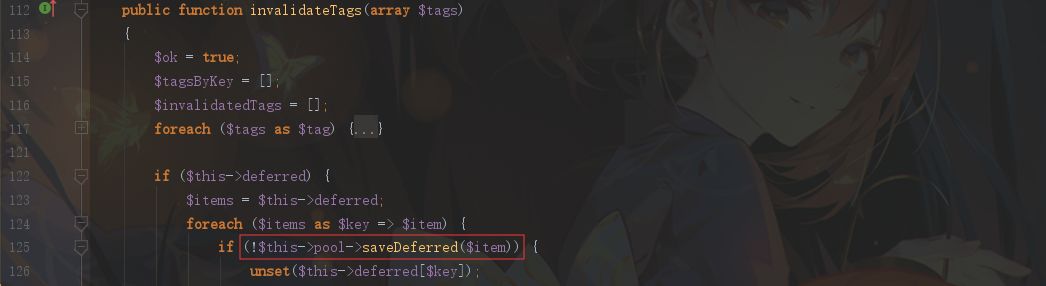 112 public function invalidateTags(array $tags)
113 {
114 $ok = true;
115 $tagsByKey = [];
116 $invalidatedTags = [];
117 foreach ($tags as $tag) {...}
121
122 if ($this->deferred) {
123 $items = $this->deferred;
124 foreach ($items as $key => $item) {
125 if (!$this->pool->saveDeferred($item)) {
126 unset($this->deferred[$key]);